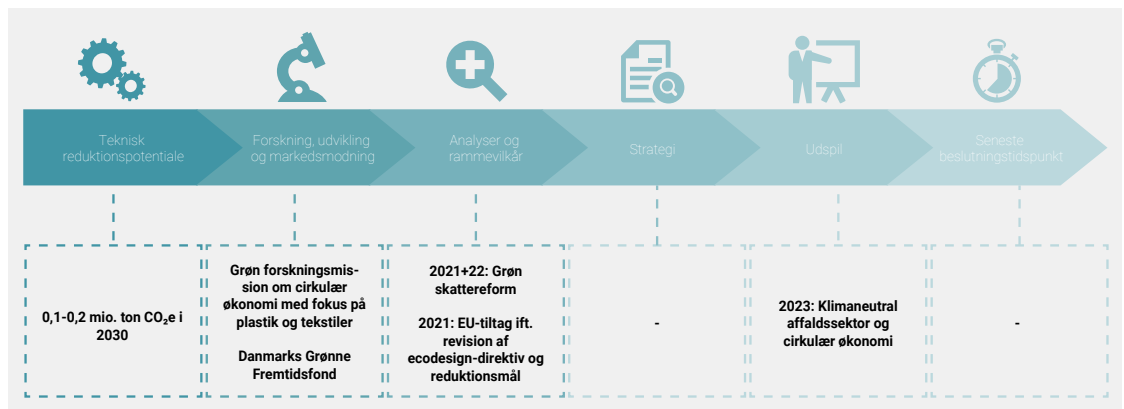 Teknisk
reduktionspotentiale
Forskning, udvikling
og markedsmodning
Analyser og
rammevilkår
Strategi
Udspil
Seneste
beslutningstidspunkt
0,1-0,2 mio. ton CO₂e i
2030
Grøn forskningsmis-
sion om cirkulær
økonomi med fokus på
plastik og tekstiler
Danmarks Grønne
Fremtidsfond
2021+22: Grøn
skattereform
2021: EU-tiltag ift.
revision af
ecodesign-direktiv og
reduktionsmål
-
2023: Klimaneutral
affaldssektor og
cirkulær økonomi
-